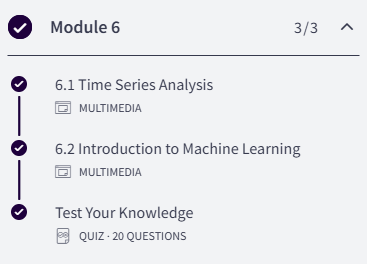 Module 6 3/3
6.1 Time Series Analysis
MULTIMEDIA
6.2 Introduction to Machine Learning
MULTIMEDIA
Test Your Knowledge
QUIZ · 20 QUESTIONS